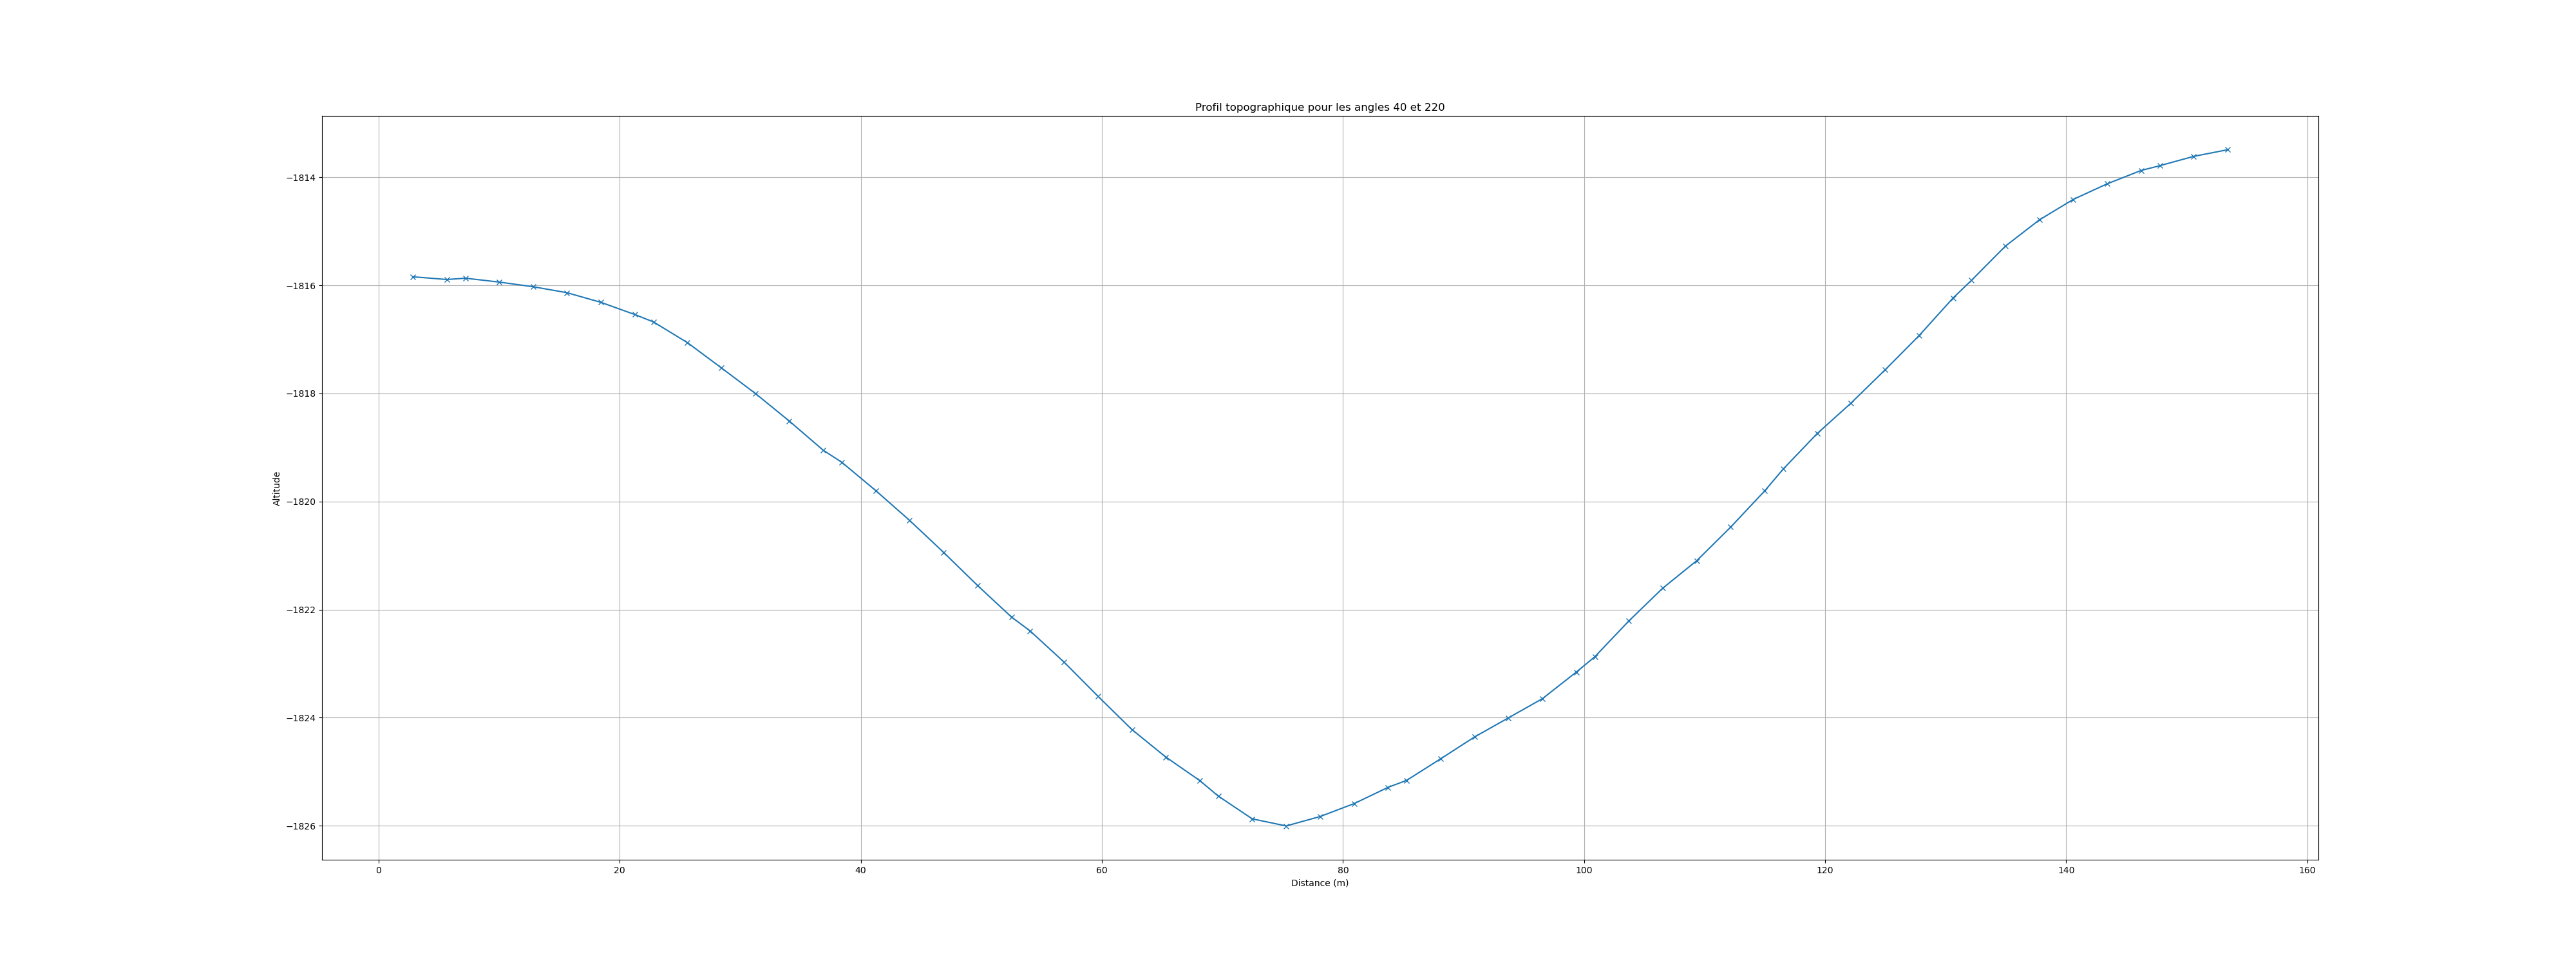 Profil topographique pour les angles 40 et 220
−1814
−1816
−1818
−1820
−1822
−1824
−1826
Altitude
0 20 40 60 80 100 120 140 160
Distance (m)